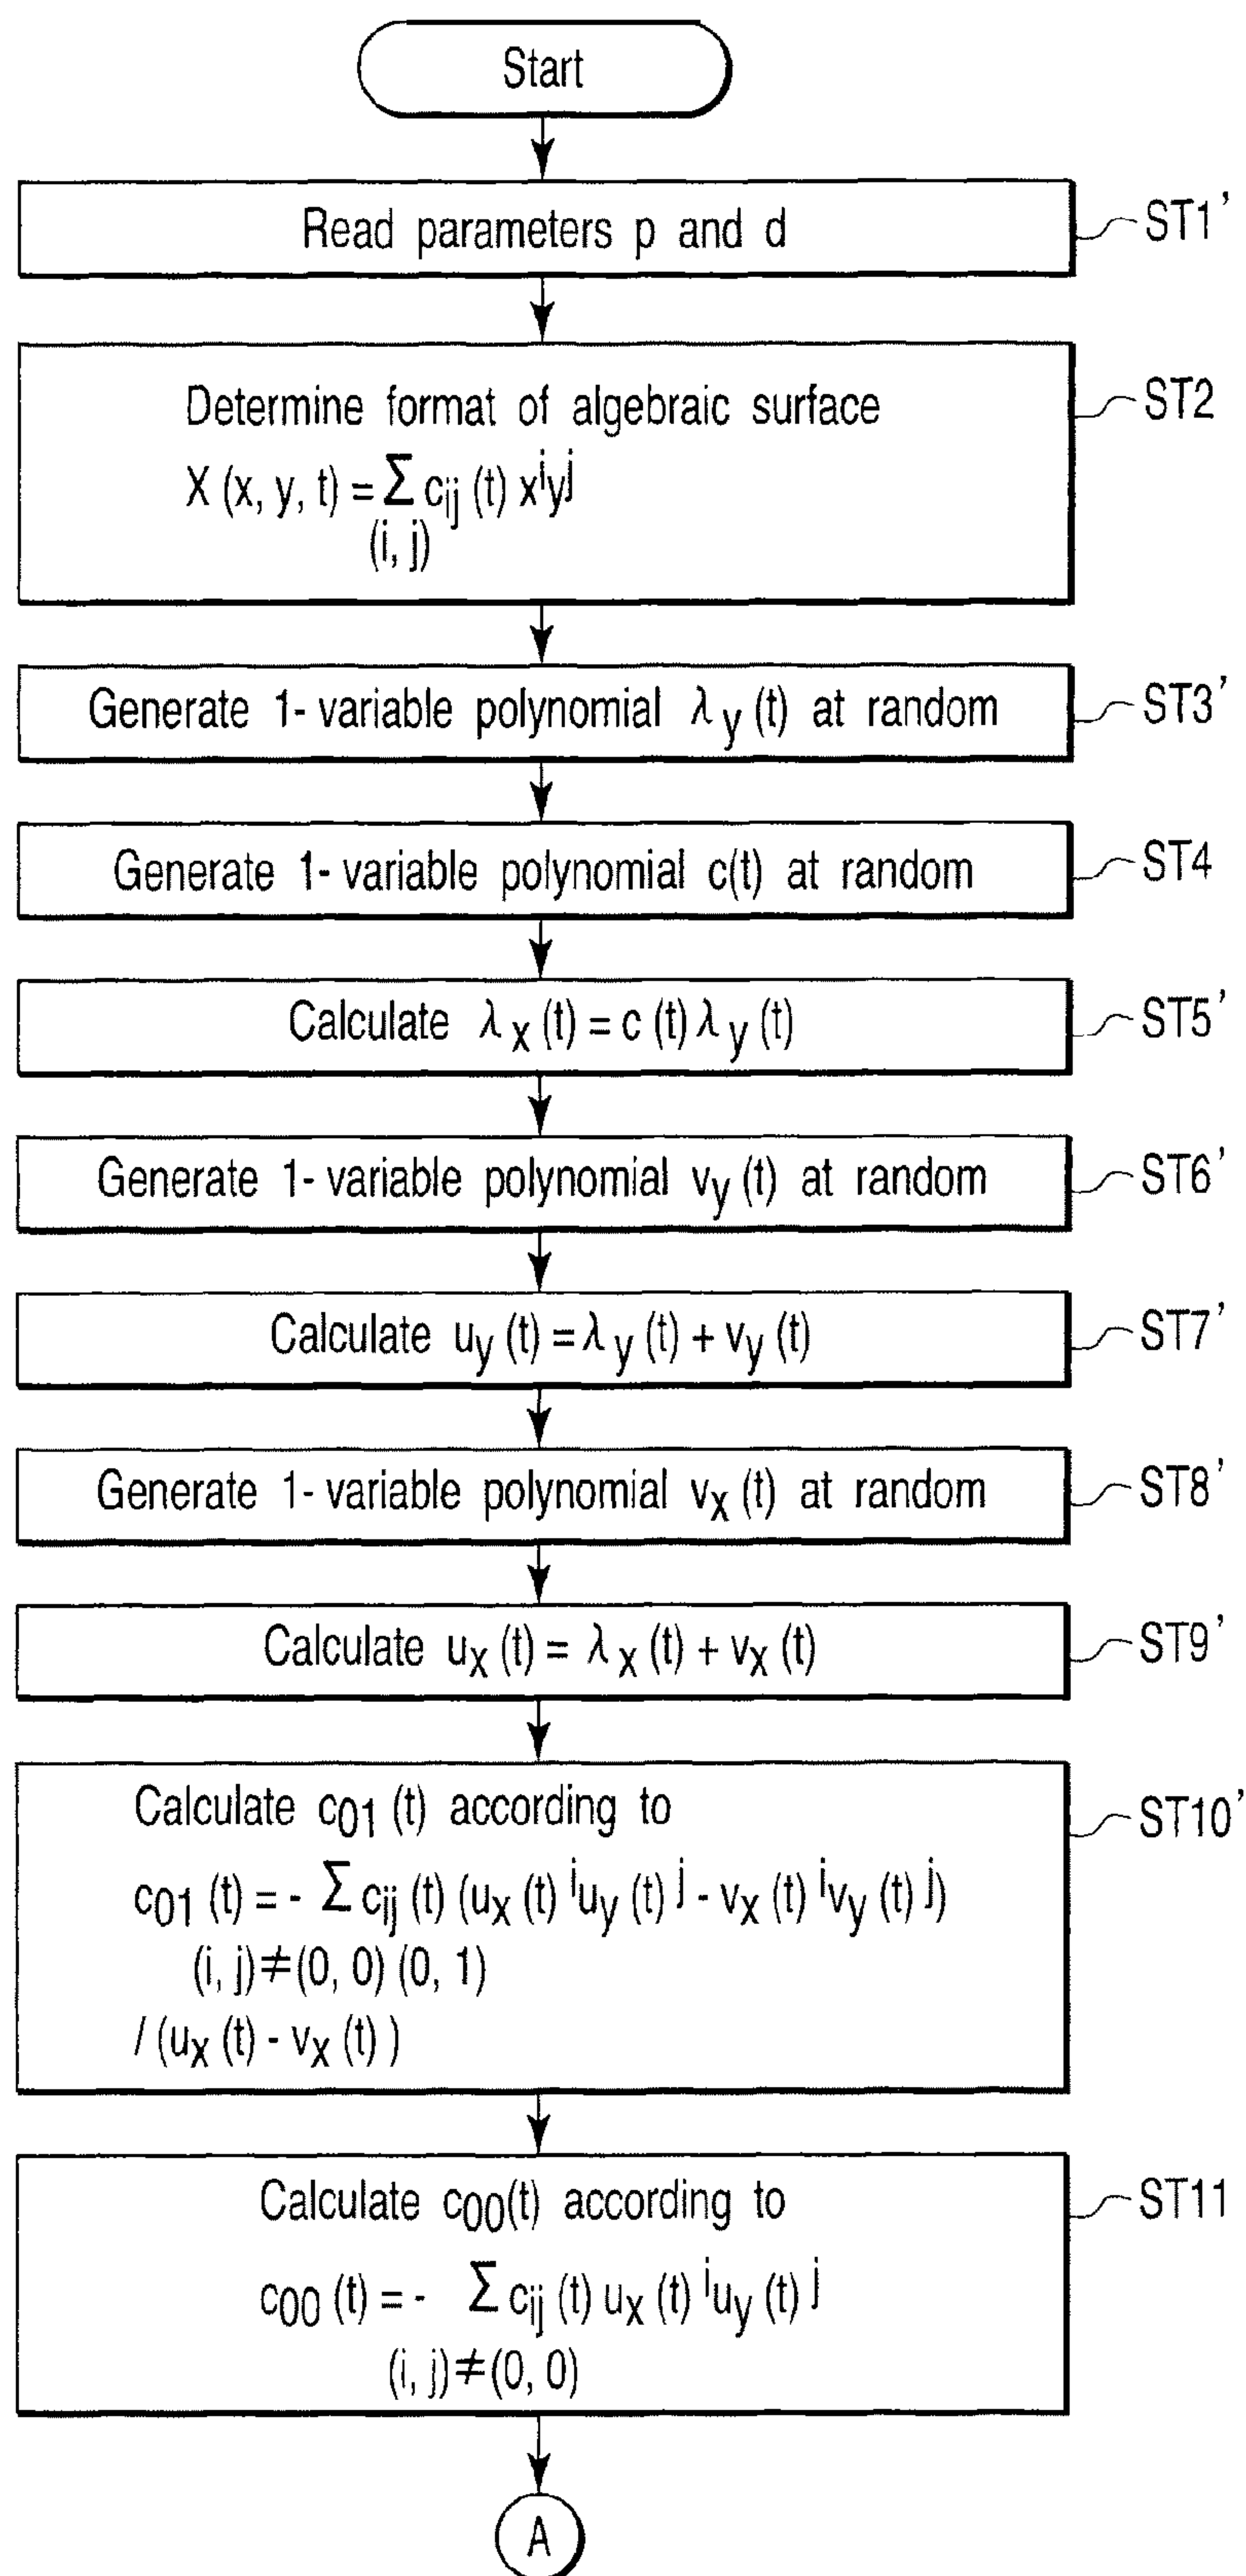 Start
Read parameters p and d
ST1'
Determine format of algebraic surface
X (x, y, t) = Σ cij (t) x^i y^j
(i, j)
ST2
Generate 1- variable polynomial λy (t) at random
ST3'
Generate 1- variable polynomial c(t) at random
ST4
Calculate λx (t) = c (t) λy (t)
ST5'
Generate 1- variable polynomial vy (t) at random
ST6'
Calculate uy (t) = λy (t) + vy (t)
ST7'
Generate 1- variable polynomial vx (t) at random
ST8'
Calculate ux (t) = λx (t) + vx (t)
ST9'
Calculate c01 (t) according to
c01 (t) = - Σ cij (t) (ux (t) ^i uy (t) ^j - vx (t) ^i vy (t) ^j)
(i, j) ≠ (0, 0) (0, 1)
/ (ux (t) - vx (t) )
ST10'
Calculate c00(t) according to
c00 (t) = - Σ cij (t) ux (t) ^i uy (t) ^j
(i, j) ≠ (0, 0)
ST11
A